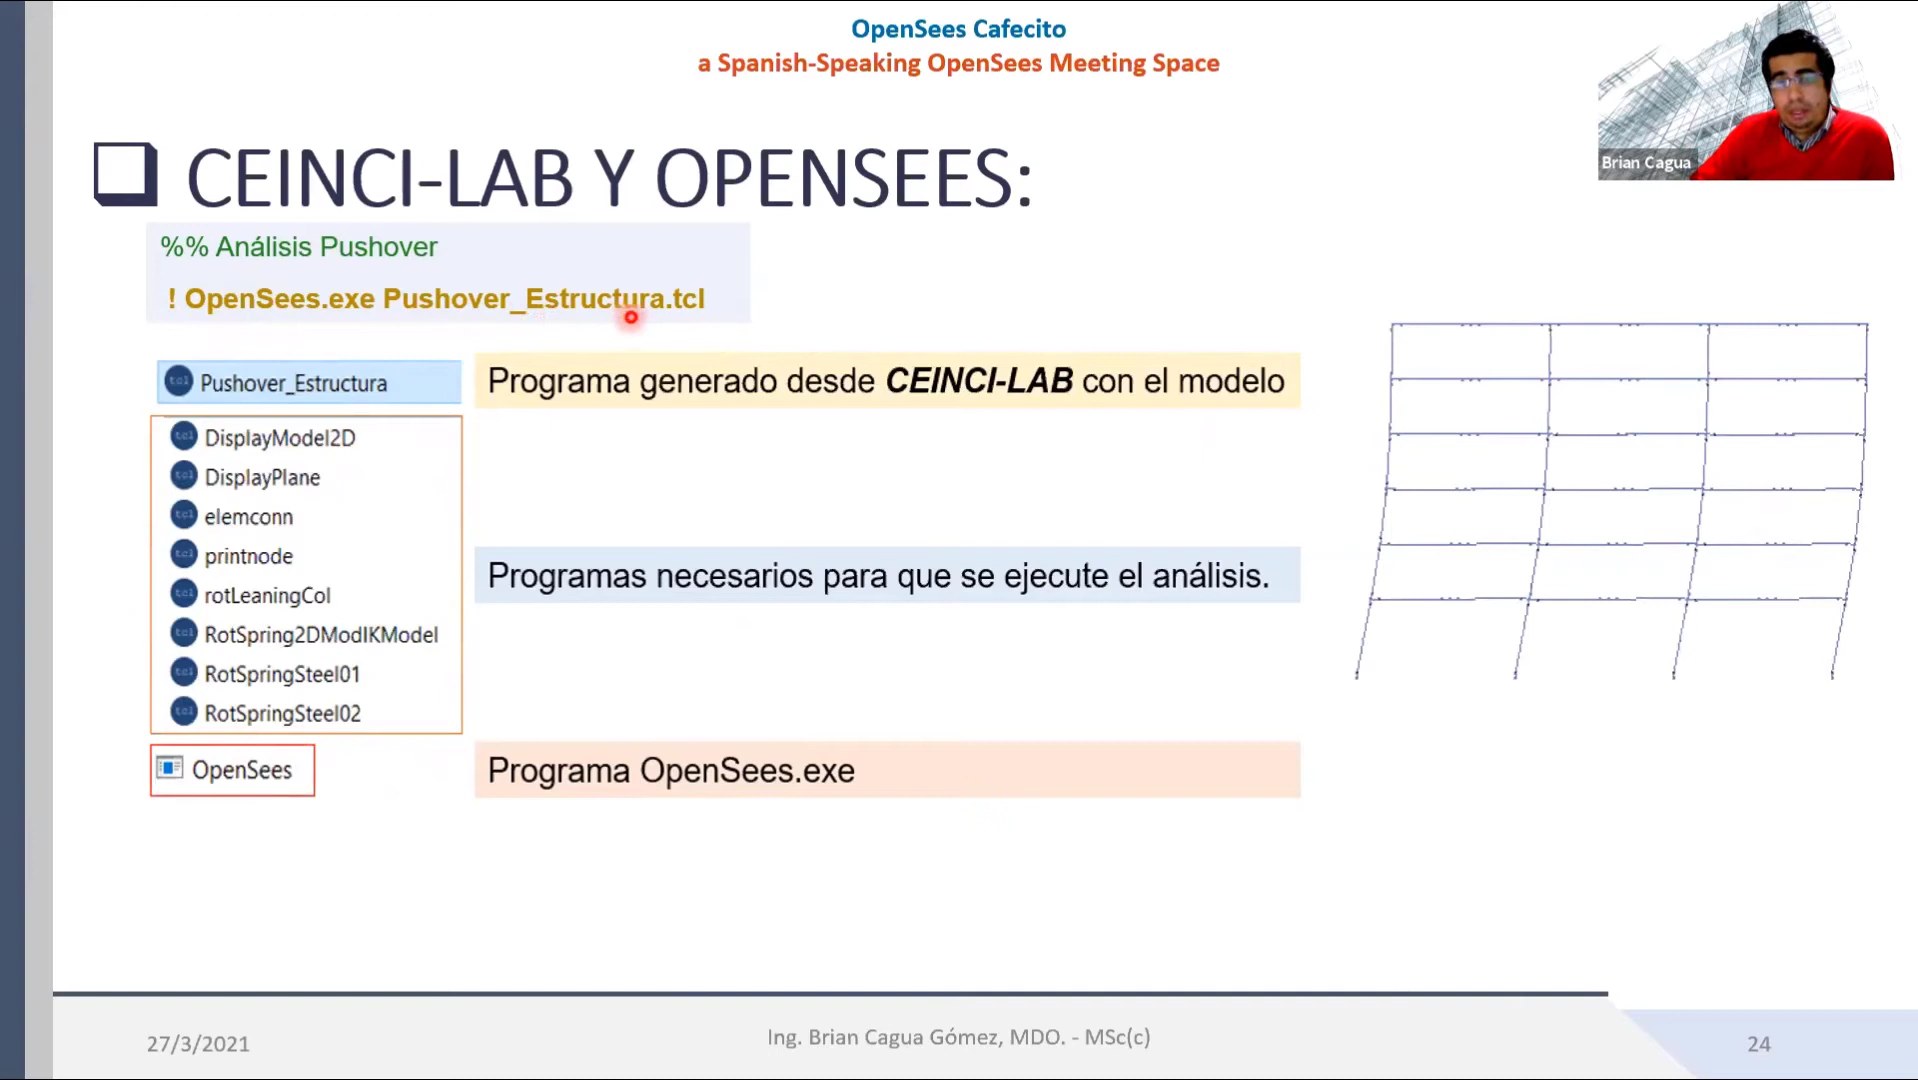 OpenSees Cafecito
a Spanish-Speaking OpenSees Meeting Space
Brian Cagua
CEINCI-LAB Y OPENSEES:
%% Análisis Pushover
! OpenSees.exe Pushover_Estructura.tcl
Pushover_Estructura
Programa generado desde CEINCI-LAB con el modelo
DisplayModel2D
DisplayPlane
elemconn
printnode
rotLeaningCol
RotSpring2DModIKModel
RotSpringSteel01
RotSpringSteel02
Programas necesarios para que se ejecute el análisis.
OpenSees
Programa OpenSees.exe
27/3/2021
Ing. Brian Cagua Gómez, MDO. - MSc(c)
24